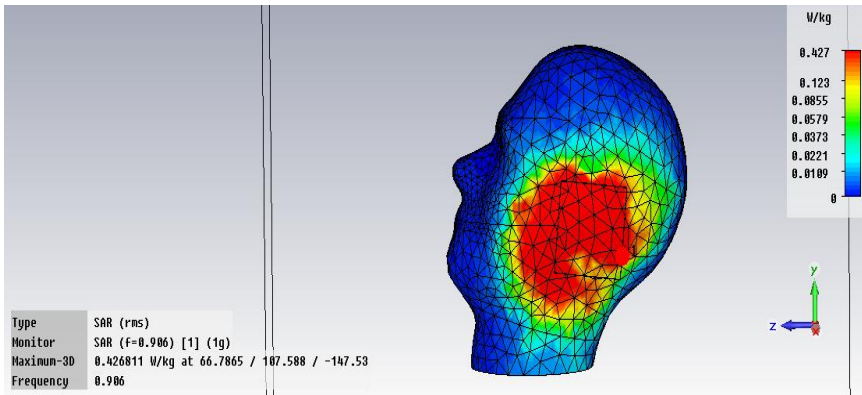 W/kg
0.427
0.123
0.0855
0.0579
0.0373
0.0221
0.0109
0
y
z
x
Type SAR (rms)
Monitor SAR (f=0.906) [1] (1g)
Maximum-3D 0.426811 W/kg at 66.7865 / 107.588 / -147.53
Frequency 0.906